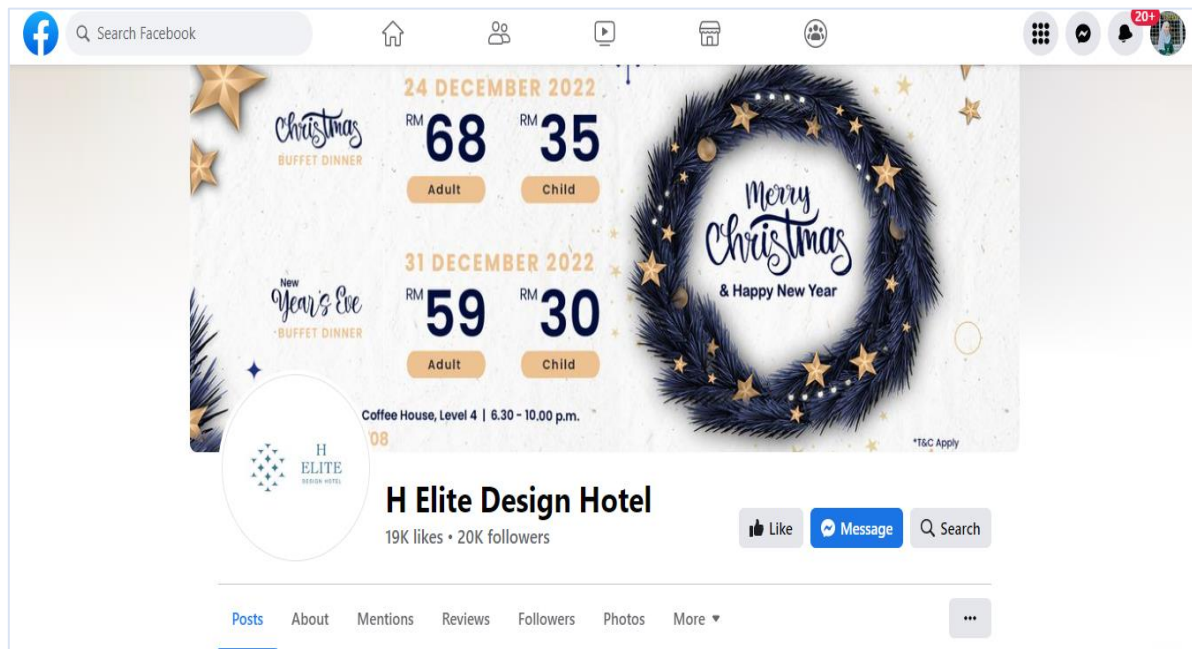 Search Facebook
20+
24 DECEMBER 2022
Christmas
BUFFET DINNER
RM 68 RM 35
Adult Child
31 DECEMBER 2022
New
Year's Eve
BUFFET DINNER
RM 59 RM 30
Adult Child
Merry
Christmas
& Happy New Year
Coffee House, Level 4 | 6.30 - 10.00 p.m.
08
*T&C Apply
H
ELITE
DESIGN HOTEL
H Elite Design Hotel
19K likes • 20K followers
Like Message Search
Posts About Mentions Reviews Followers Photos More